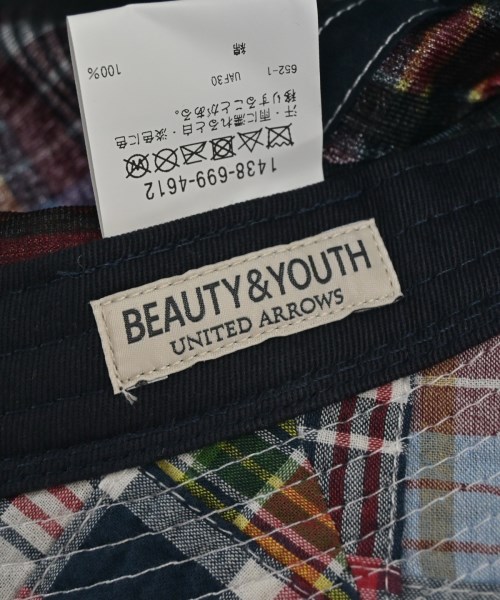 1438-699-4612
汗・雨に濡れると白・淡色に色
移りすることがある。
652-1 UAF30
綿 100%
BEAUTY&YOUTH
UNITED ARROWS